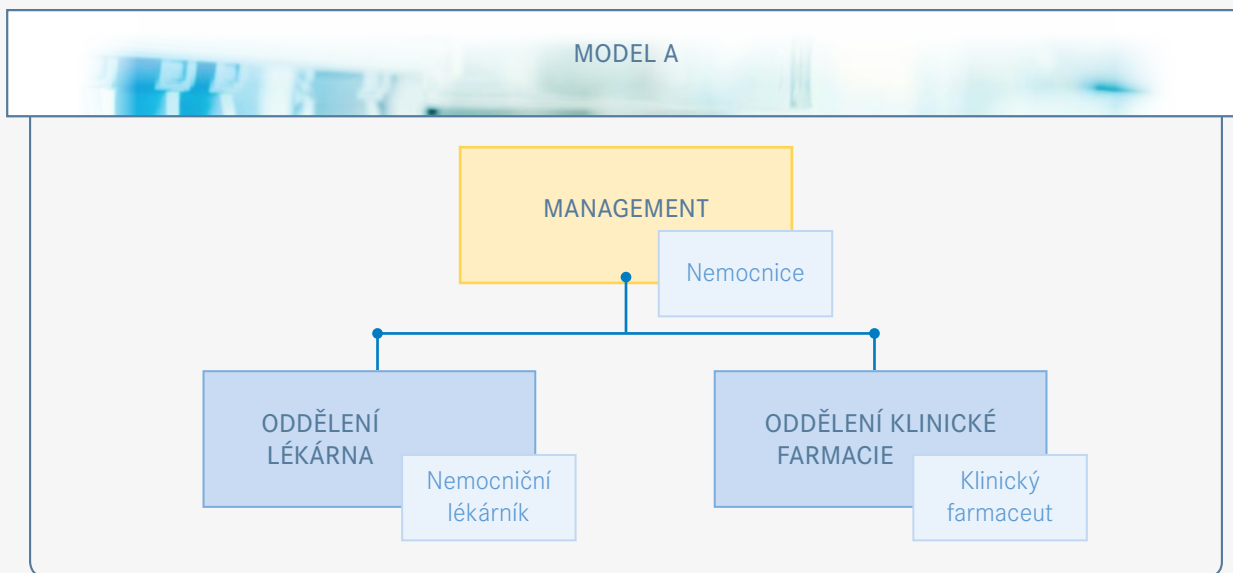 MODEL A
MANAGEMENT
Nemocnice
ODDĚLENÍ
LÉKÁRNA
Nemocniční
lékárník
ODDĚLENÍ KLINICKÉ
FARMACIE
Klinický
farmaceut